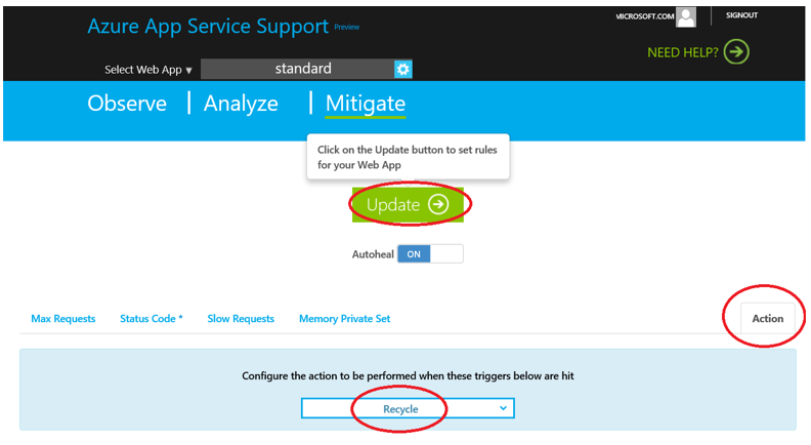 Azure App Service Support Preview
MICROSOFT.COM
SIGNOUT
NEED HELP?
Select Web App ▾ standard
Observe | Analyze | Mitigate
Click on the Update button to set rules
for your Web App
Update
Autoheal ON
Max Requests Status Code * Slow Requests Memory Private Set Action
Configure the action to be performed when these triggers below are hit
Recycle